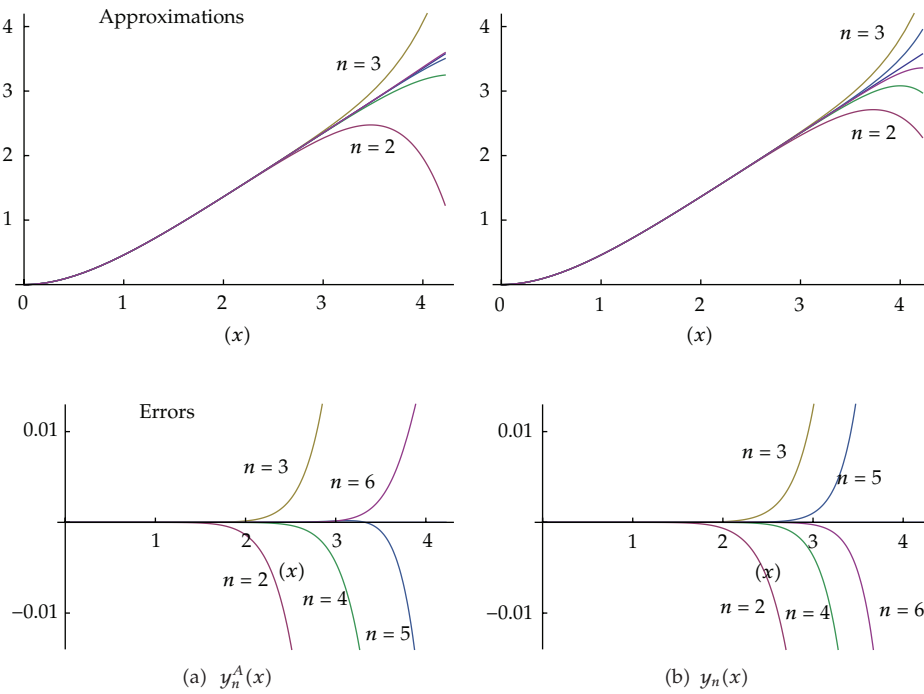 Approximations
4
3
2
1
0 1 2 3 4
(x)
n = 3
n = 2
4
3
2
1
0 1 2 3 4
(x)
n = 3
n = 2
Errors
0.01
−0.01
1 2 3 4
(x)
n = 3
n = 6
n = 2
n = 4
n = 5
(a) y_n^A(x)
0.01
−0.01
1 2 3 4
(x)
n = 3
n = 5
n = 2
n = 4
n = 6
(b) y_n(x)